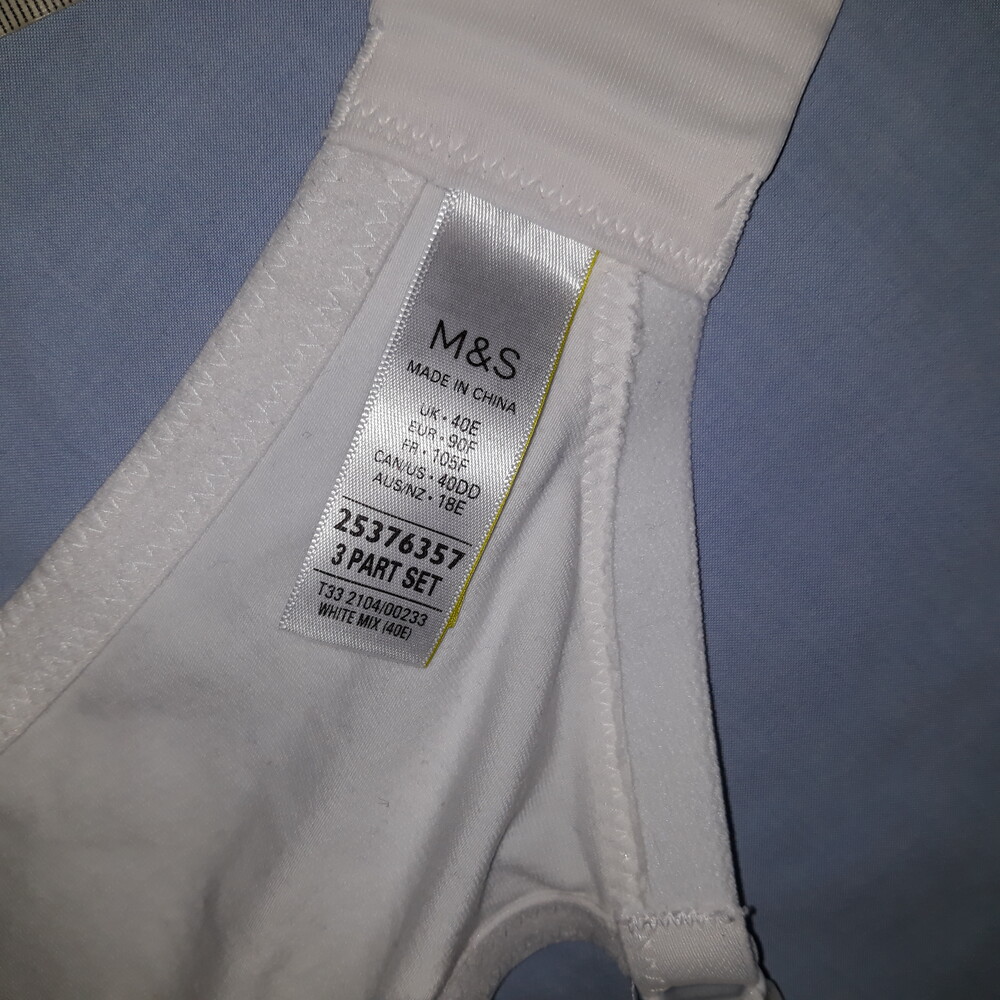 M&S
MADE IN CHINA
UK • 40E
EUR • 90F
FR • 105F
CAN/US • 40DD
AUS/NZ • 18E
25376357
3 PART SET
T33 2104/00233
WHITE MIX (40E)